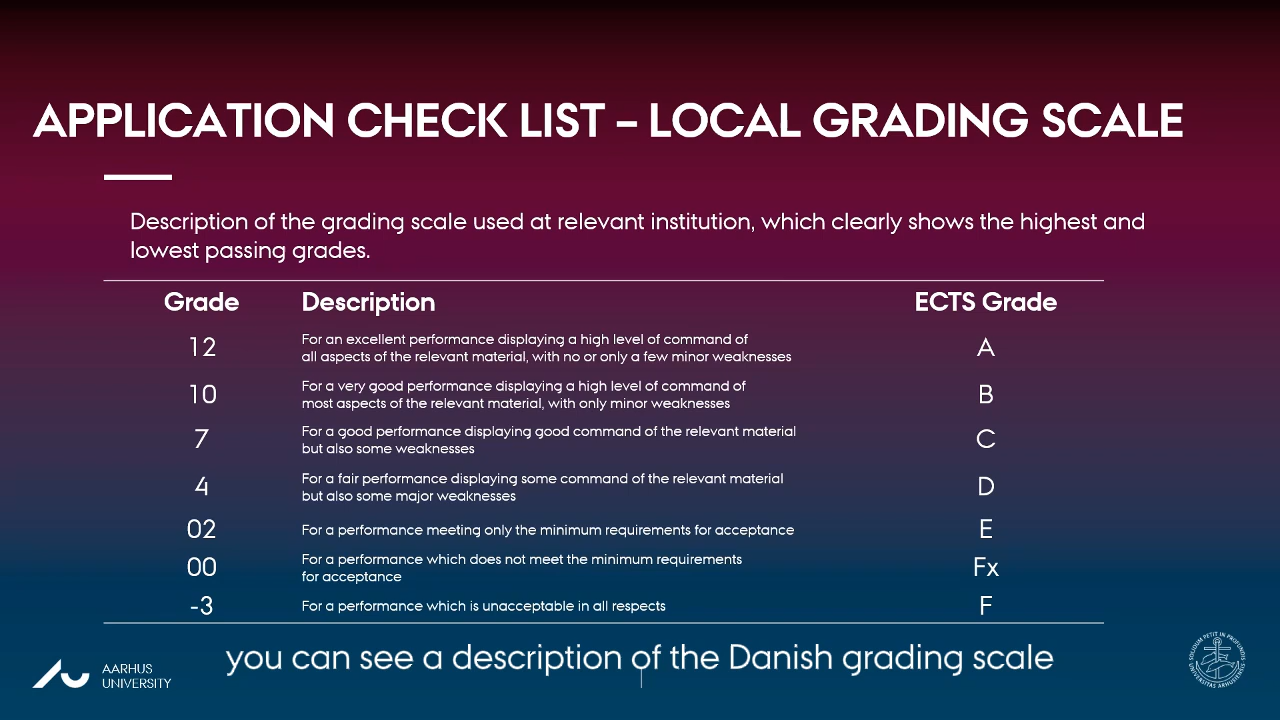 APPLICATION CHECK LIST – LOCAL GRADING SCALE
Description of the grading scale used at relevant institution, which clearly shows the highest and
lowest passing grades.
Grade Description ECTS Grade
12 For an excellent performance displaying a high level of command of
all aspects of the relevant material, with no or only a few minor weaknesses A
10 For a very good performance displaying a high level of command of
most aspects of the relevant material, with only minor weaknesses B
7 For a good performance displaying good command of the relevant material
but also some weaknesses C
4 For a fair performance displaying some command of the relevant material
but also some major weaknesses D
02 For a performance meeting only the minimum requirements for acceptance E
00 For a performance which does not meet the minimum requirements
for acceptance Fx
-3 For a performance which is unacceptable in all respects F
you can see a description of the Danish grading scale
AARHUS
UNIVERSITY